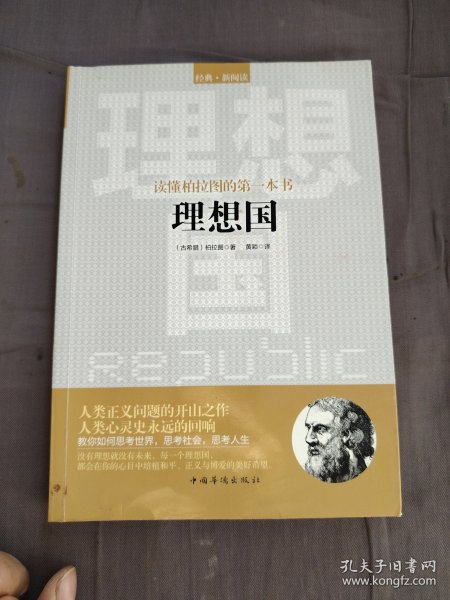 经典·新阅读
理想
国
读懂柏拉图的第一本书
理想国
(古希腊)柏拉图◎著 黄颖◎译
Republic
人类正义问题的开山之作
人类心灵史永远的回响
教你如何思考世界，思考社会，思考人生
没有理想就没有未来，每一个理想国，
都会在你的心目中培植和平、正义与博爱的美好希望。
中国华侨出版社
孔夫子旧书网
www.kongfz.com